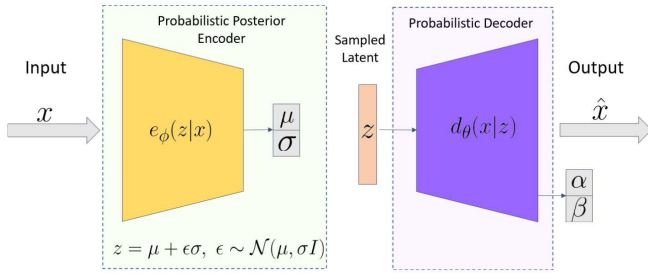 Probabilistic Posterior
Encoder
Input
x
e_ϕ(z|x)
μ
σ
z = μ + ϵσ, ϵ ∼ 𝒩(μ, σI)
Sampled
Latent
z
Probabilistic Decoder
d_θ(x|z)
α
β
Output
x̂